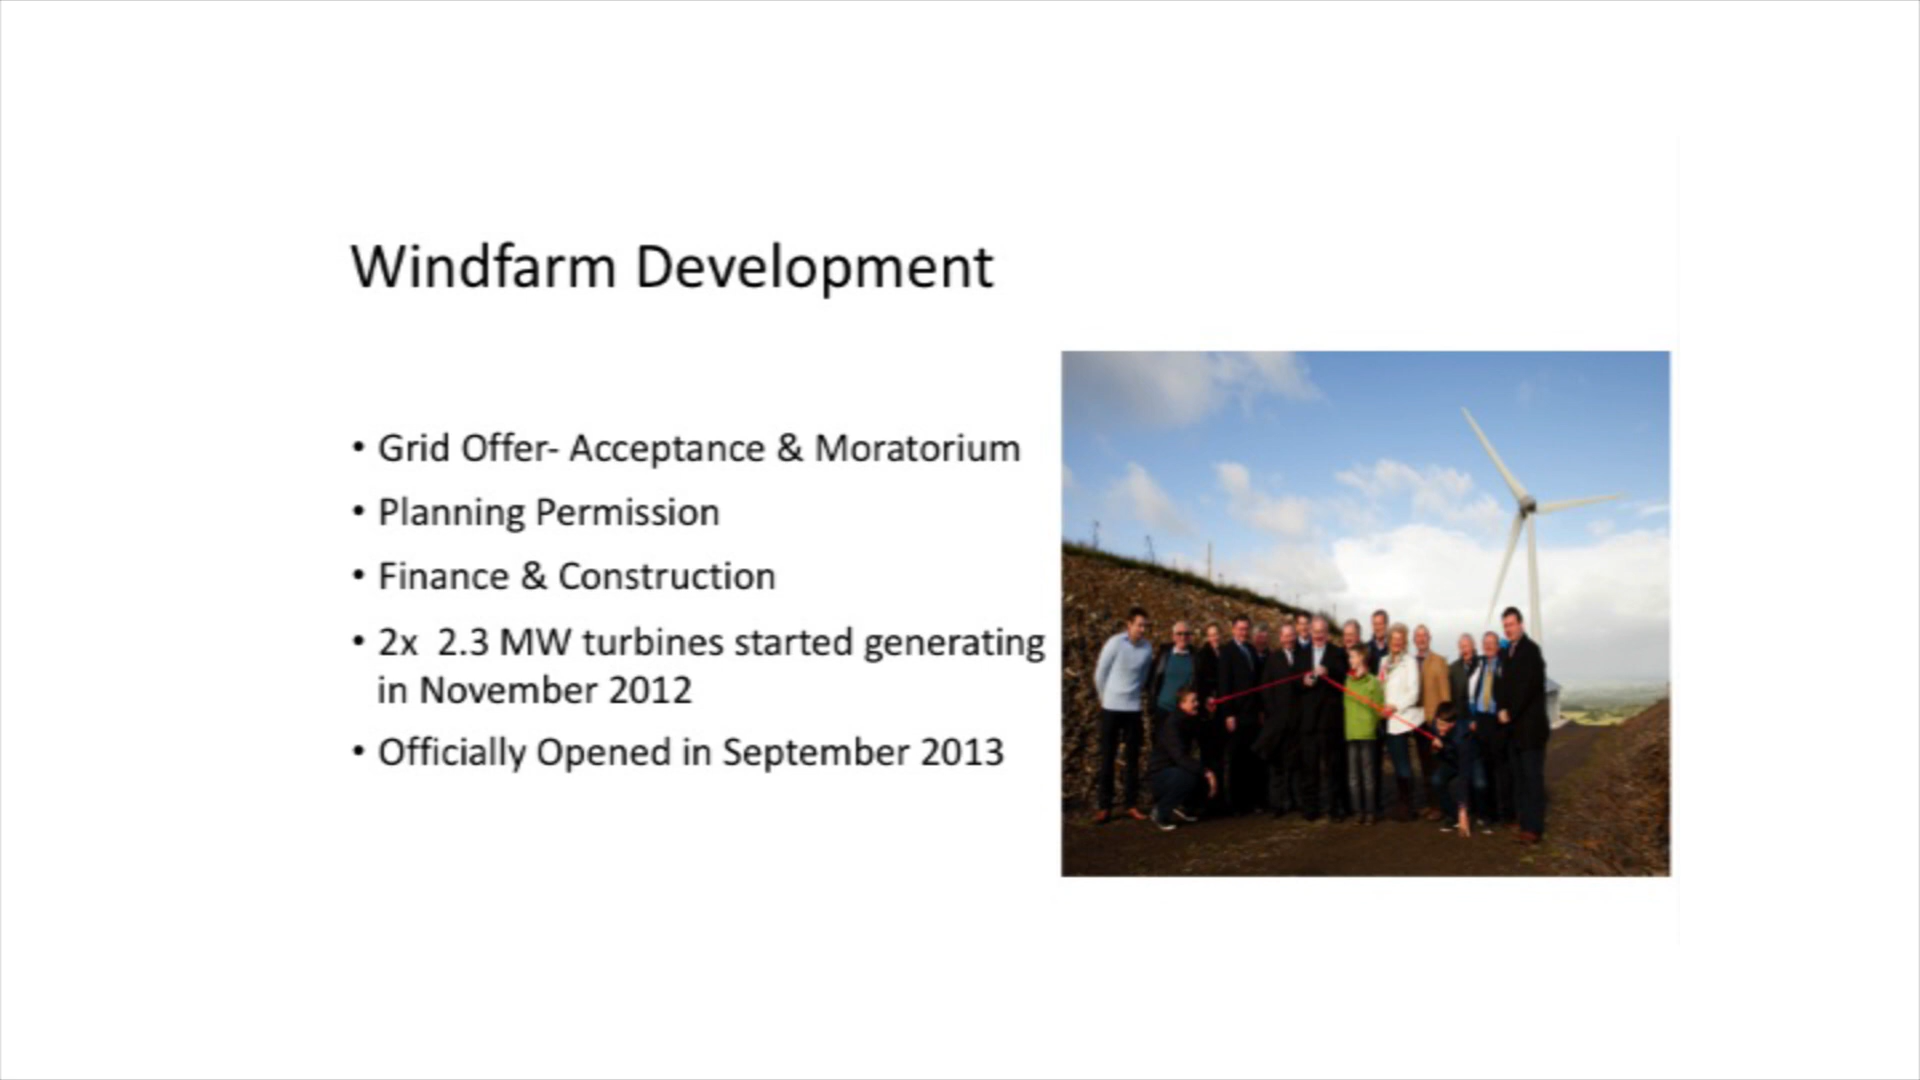 Windfarm Development
• Grid Offer- Acceptance & Moratorium
• Planning Permission
• Finance & Construction
• 2x  2.3 MW turbines started generating
in November 2012
• Officially Opened in September 2013